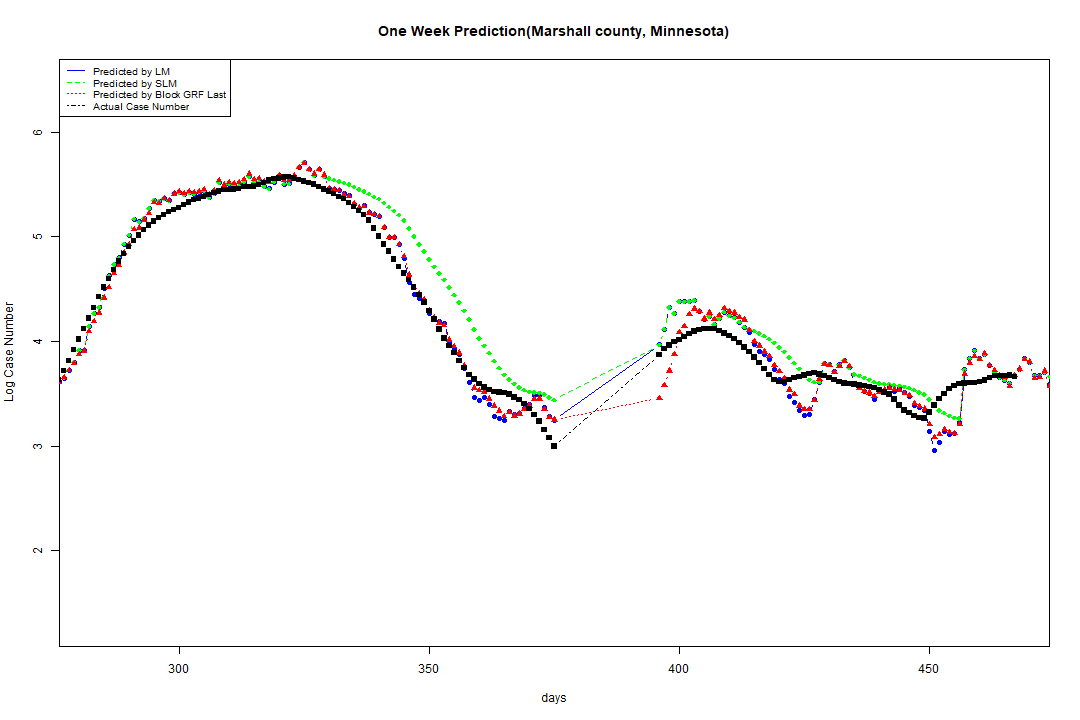 One Week Prediction(Marshall county, Minnesota)
Predicted by LM
Predicted by SLM
Predicted by Block GRF Last
Actual Case Number
Log Case Number
6
5
4
3
2
300 350 400 450
days